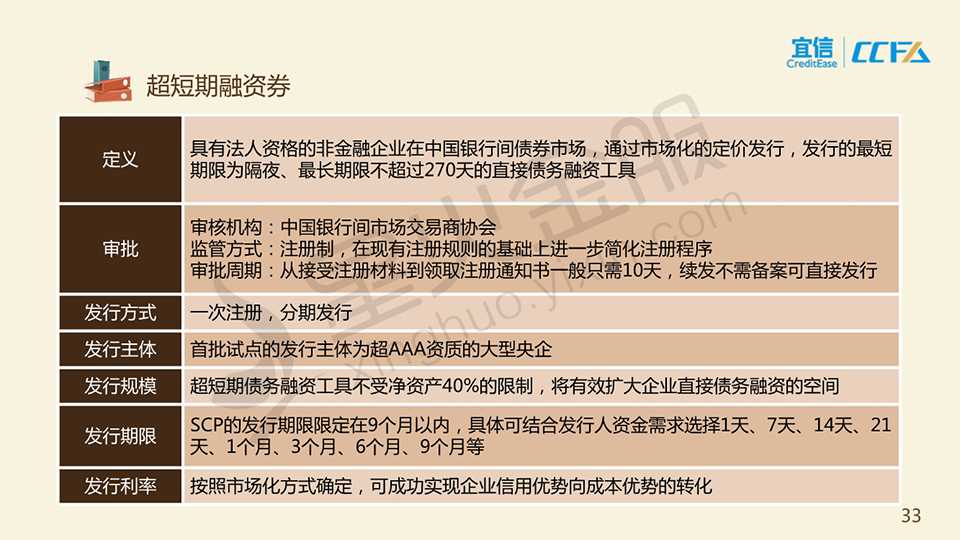 宜信
CreditEase
CCFA
超短期融资券
定义
具有法人资格的非金融企业在中国银行间债券市场，通过市场化的定价发行，发行的最短
期限为隔夜、最长期限不超过270天的直接债务融资工具
审批
审核机构：中国银行间市场交易商协会
监管方式：注册制，在现有注册规则的基础上进一步简化注册程序
审批周期：从接受注册材料到领取注册通知书一般只需10天，续发不需备案可直接发行
发行方式
一次注册，分期发行
发行主体
首批试点的发行主体为超AAA资质的大型央企
发行规模
超短期债务融资工具不受净资产40%的限制，将有效扩大企业直接债务融资的空间
发行期限
SCP的发行期限限定在9个月以内，具体可结合发行人资金需求选择1天、7天、14天、21
天、1个月、3个月、6个月、9个月等
发行利率
按照市场化方式确定，可成功实现企业信用优势向成本优势的转化
33